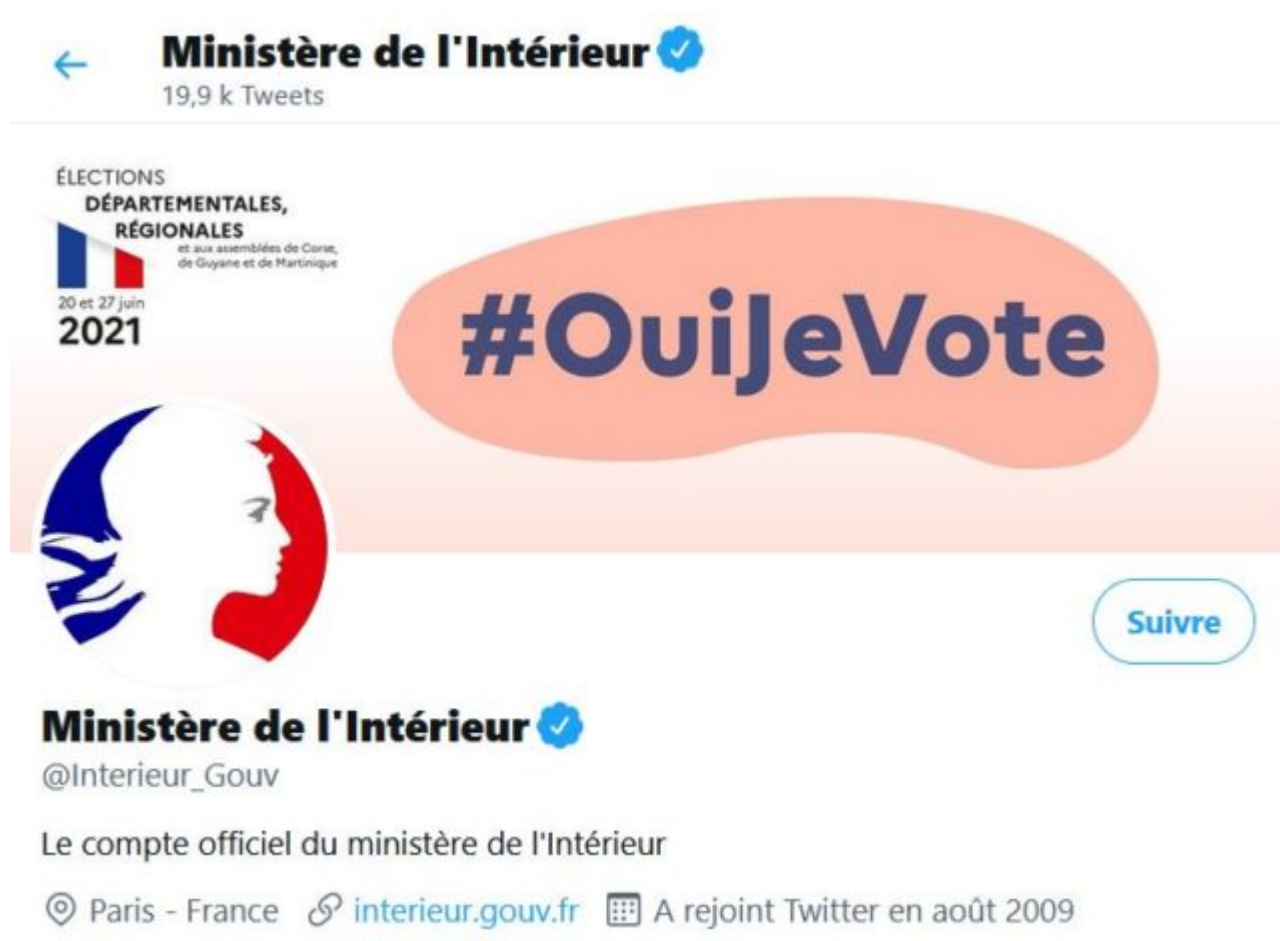 Ministère de l'Intérieur
19,9 k Tweets
ÉLECTIONS
DÉPARTEMENTALES,
RÉGIONALES
et aux assemblées de Corse,
de Guyane et de Martinique
20 et 27 juin
2021
#OuiJeVote
Suivre
Ministère de l'Intérieur
@Interieur_Gouv
Le compte officiel du ministère de l'Intérieur
Paris - France interieur.gouv.fr A rejoint Twitter en août 2009